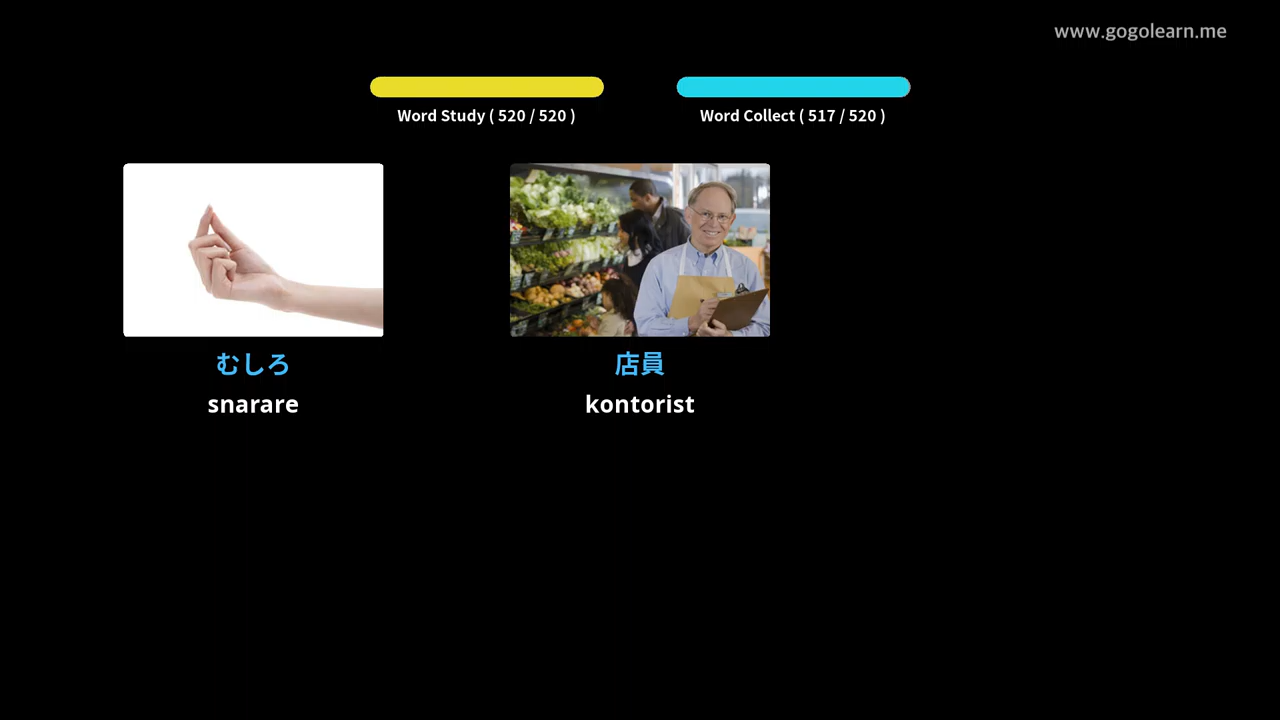 www.gogolearn.me
Word Study ( 520 / 520 )
Word Collect ( 517 / 520 )
むしろ
snarare
店員
kontorist